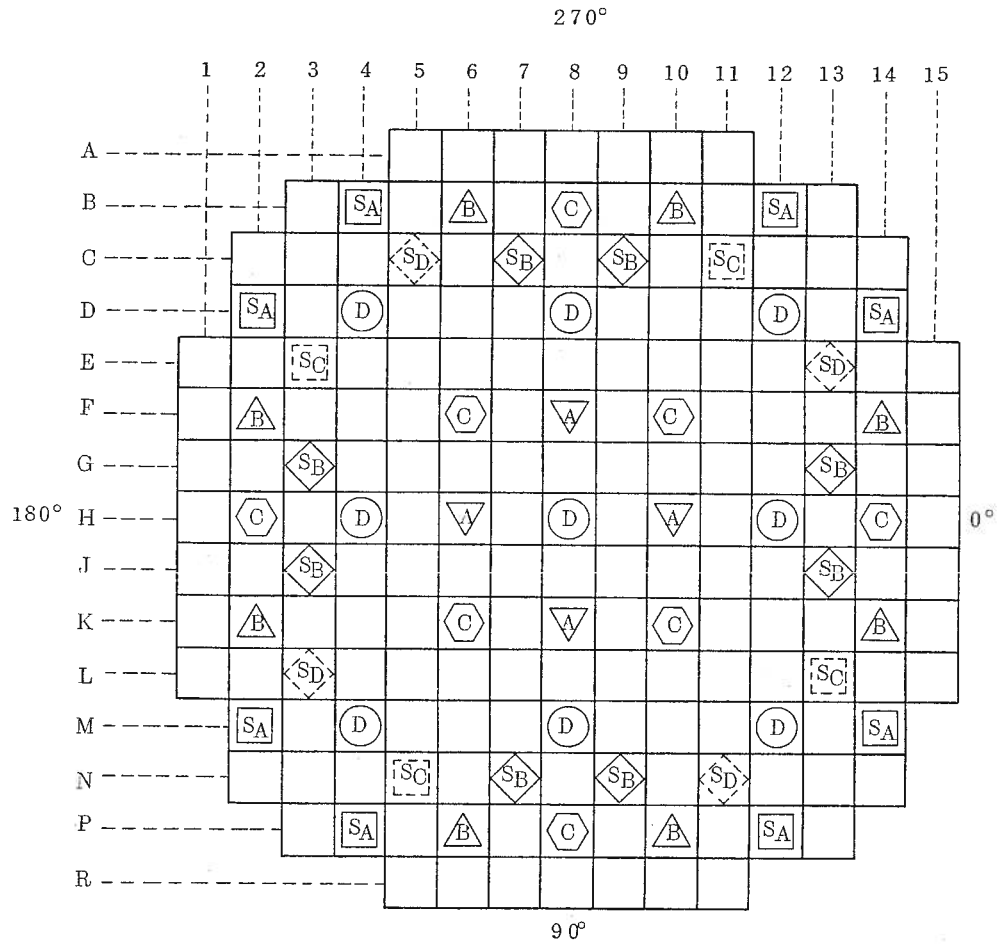 270°
1 2 3 4 5 6 7 8 9 10 11 12 13 14 15
A
B SA B C B SA
C SD SB SB SC
D SA D D D SA
E SC SD
F B C A C B
G SB SB
180° H C D A D A D C 0°
J SB SB
K B C A C B
L SD SC
M SA D D D SA
N SC SB SB SD
P SA B C B SA
R
90°